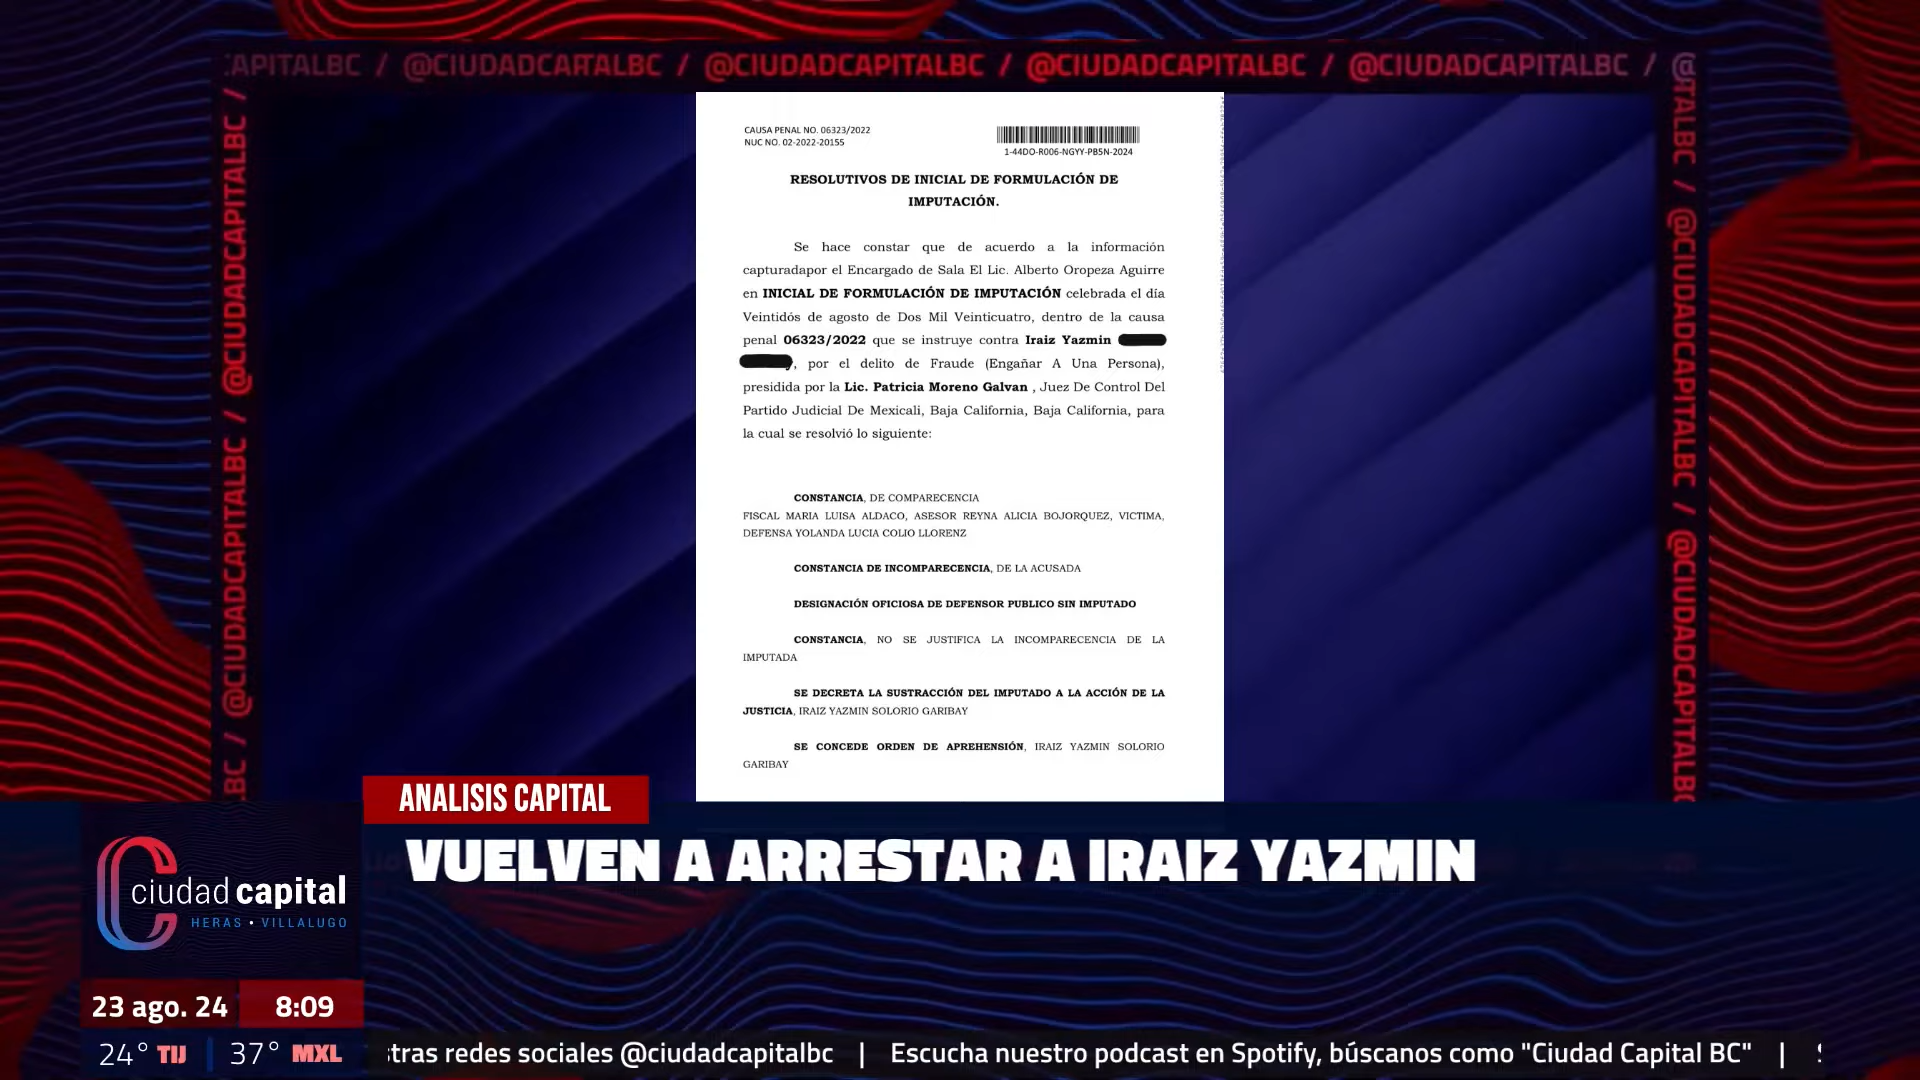 APITALBC / @CIUDADCAPITALBC / @CIUDADCAPITALBC / @CIUDADCAPITALBC / @CIUDADCAPITALBC / @
BC / @CIUDADCAPITALBC / @CIUDADCAPITALBC /
TALBC / @CIUDADCAPITALBC / @CIUDADCAPITALBC
CAUSA PENAL NO. 06323/2022
NUC NO. 02-2022-20155
1-44DO-R006-NGYY-PB5N-2024
RESOLUTIVOS DE INICIAL DE FORMULACIÓN DE
IMPUTACIÓN.
Se hace constar que de acuerdo a la información
capturadapor el Encargado de Sala El Lic. Alberto Oropeza Aguirre
en INICIAL DE FORMULACIÓN DE IMPUTACIÓN celebrada el día
Veintidós de agosto de Dos Mil Veinticuatro, dentro de la causa
penal 06323/2022 que se instruye contra Iraiz Yazmin
, por el delito de Fraude (Engañar A Una Persona),
presidida por la Lic. Patricia Moreno Galvan , Juez De Control Del
Partido Judicial De Mexicali, Baja California, Baja California, para
la cual se resolvió lo siguiente:
CONSTANCIA, DE COMPARECENCIA
FISCAL MARIA LUISA ALDACO, ASESOR REYNA ALICIA BOJORQUEZ, VICTIMA,
DEFENSA YOLANDA LUCIA COLIO LLORENZ
CONSTANCIA DE INCOMPARECENCIA, DE LA ACUSADA
DESIGNACIÓN OFICIOSA DE DEFENSOR PUBLICO SIN IMPUTADO
CONSTANCIA, NO SE JUSTIFICA LA INCOMPARECENCIA DE LA
IMPUTADA
SE DECRETA LA SUSTRACCIÓN DEL IMPUTADO A LA ACCIÓN DE LA
JUSTICIA, IRAIZ YAZMIN SOLORIO GARIBAY
SE CONCEDE ORDEN DE APREHENSIÓN, IRAIZ YAZMIN SOLORIO
GARIBAY
ANALISIS CAPITAL
VUELVEN A ARRESTAR A IRAIZ YAZMIN
ciudad capital
HERAS • VILLALUGO
23 ago. 24 8:09
24° TIJ | 37° MXL
tras redes sociales @ciudadcapitalbc | Escucha nuestro podcast en Spotify, búscanos como "Ciudad Capital BC" |